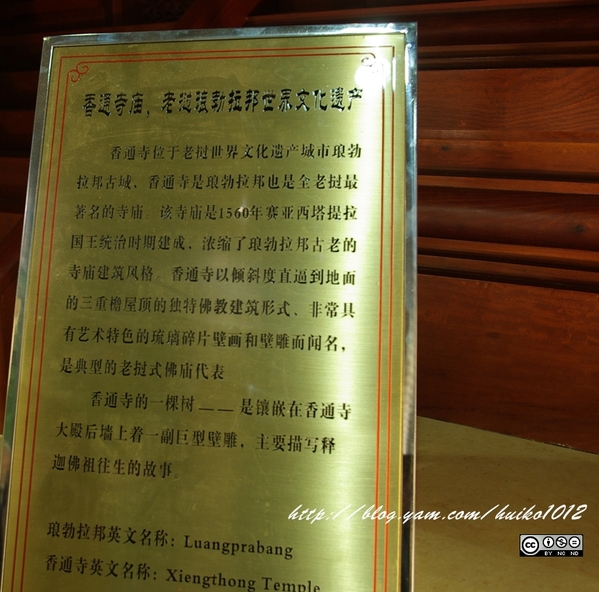 香通寺庙，老挝琅勃拉邦世界文化遗产
香通寺位于老挝世界文化遗产城市琅勃
拉邦古城，香通寺是琅勃拉邦也是全老挝最
著名的寺庙。该寺庙是1560年赛亚西塔提拉
国王统治时期建成，浓缩了琅勃拉邦古老的
寺庙建筑风格。香通寺以倾斜度直逼到地面
的三重檐屋顶的独特佛教建筑形式、非常具
有艺术特色的琉璃碎片壁画和壁雕而闻名，
是典型的老挝式佛庙代表
香通寺的一棵树——是镶嵌在香通寺
大殿后墙上着一副巨型壁雕，主要描写释
迦佛祖往生的故事。
琅勃拉邦英文名称：Luangprabang
香通寺英文名称：Xiengthong Temple
http://blog.yam.com/huiko1012
cc
BY NC ND